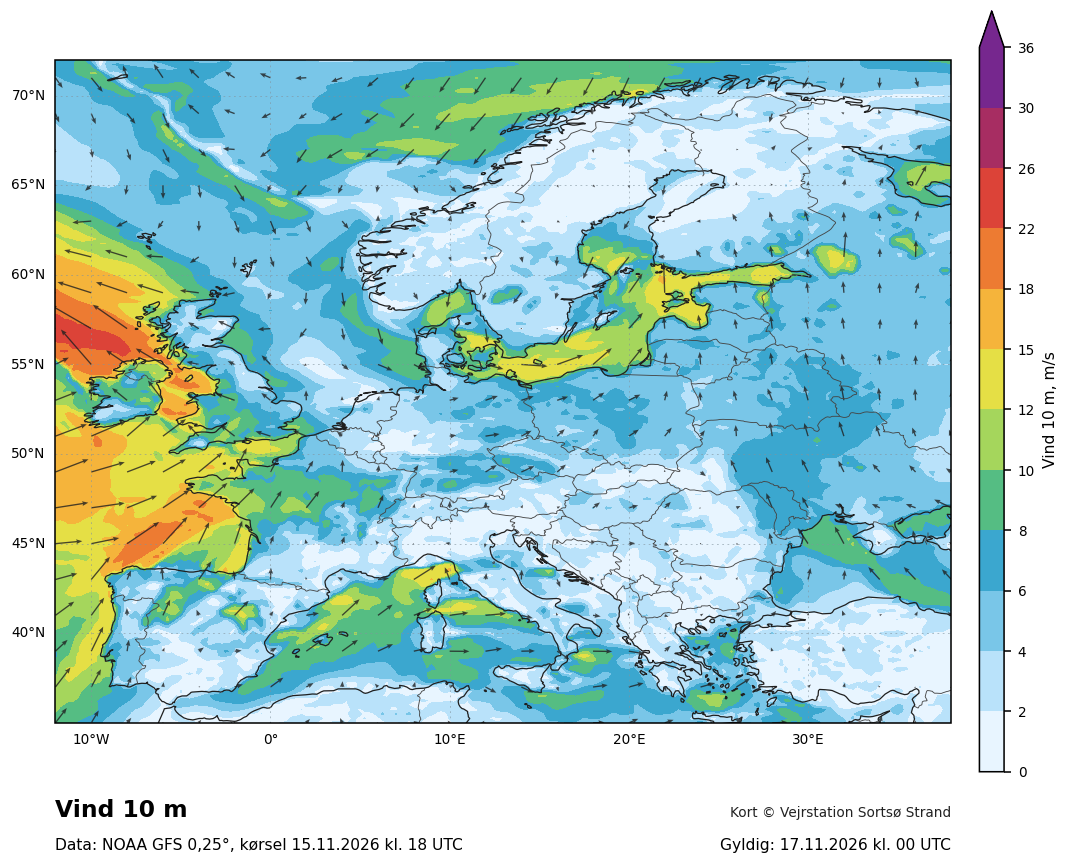 36
30
26
22
18
15
12
10
8
6
4
2
0
Vind 10 m, m/s
70°N
65°N
60°N
55°N
50°N
45°N
40°N
10°W 0° 10°E 20°E 30°E
Vind 10 m
Kort © Vejrstation Sortsø Strand
Data: NOAA GFS 0,25°, kørsel 15.11.2026 kl. 18 UTC
Gyldig: 17.11.2026 kl. 00 UTC